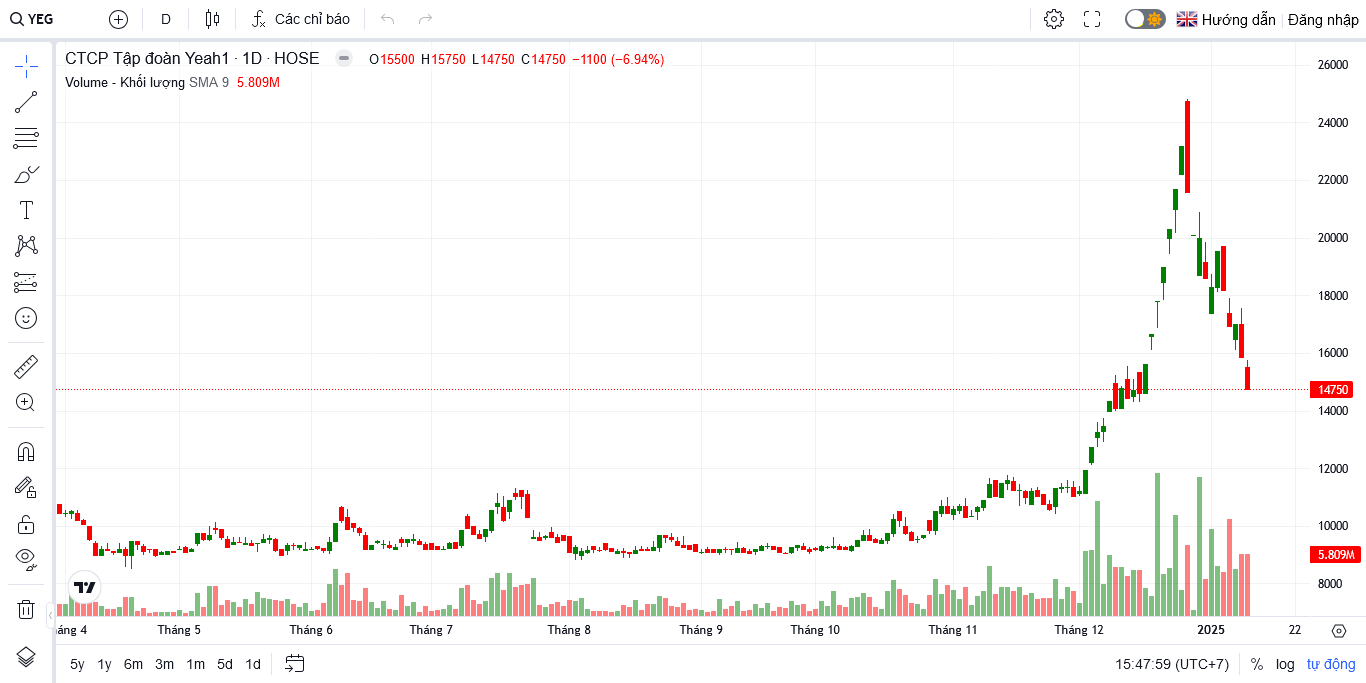 YEG D Các chỉ báo Hướng dẫn Đăng nhập
CTCP Tập đoàn Yeah1 · 1D · HOSE O15500 H15750 L14750 C14750 −1100 (−6.94%)
Volume - Khối lượng SMA 9 5.809M
26000
24000
22000
20000
18000
16000
14750
14000
12000
10000
5.809M
8000
áng 4 Tháng 5 Tháng 6 Tháng 7 Tháng 8 Tháng 9 Tháng 10 Tháng 11 Tháng 12 2025 22
5y 1y 6m 3m 1m 5d 1d 15:47:59 (UTC+7) % log tự động